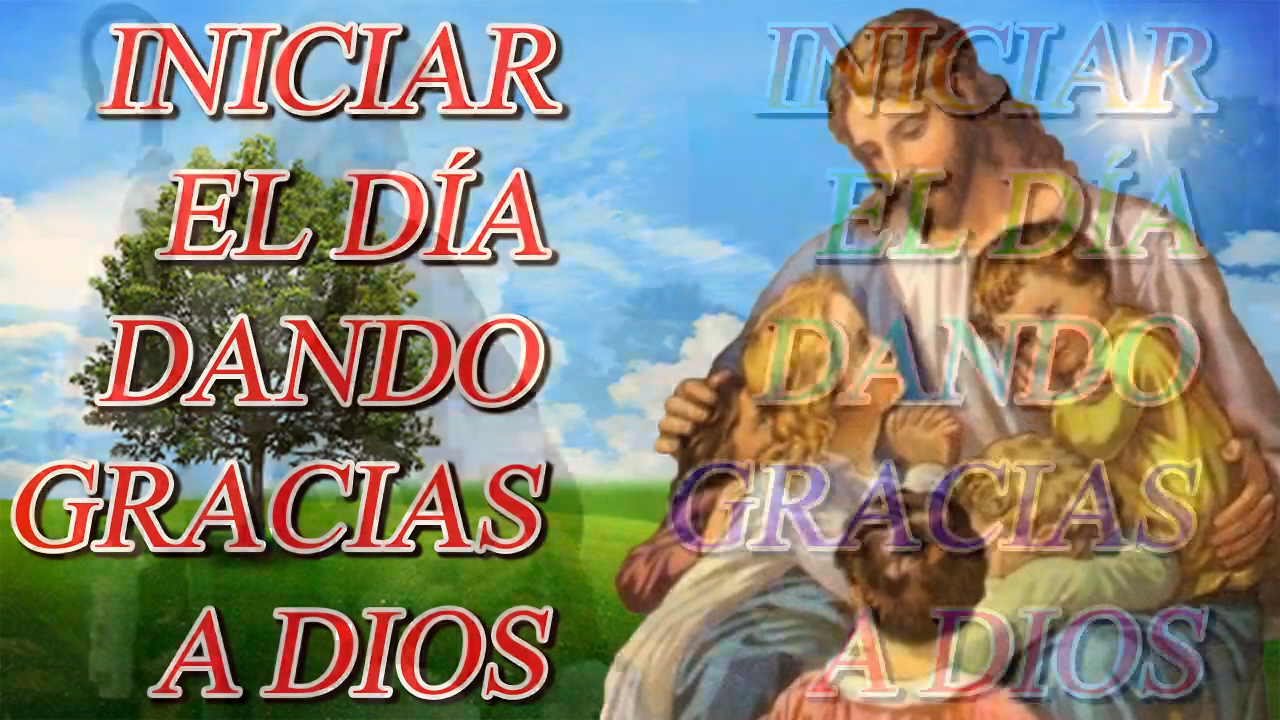 INICIAR
EL DÍA
DANDO
GRACIAS
A DIOS
INICIAR
EL DÍA
DANDO
GRACIAS
A DIOS